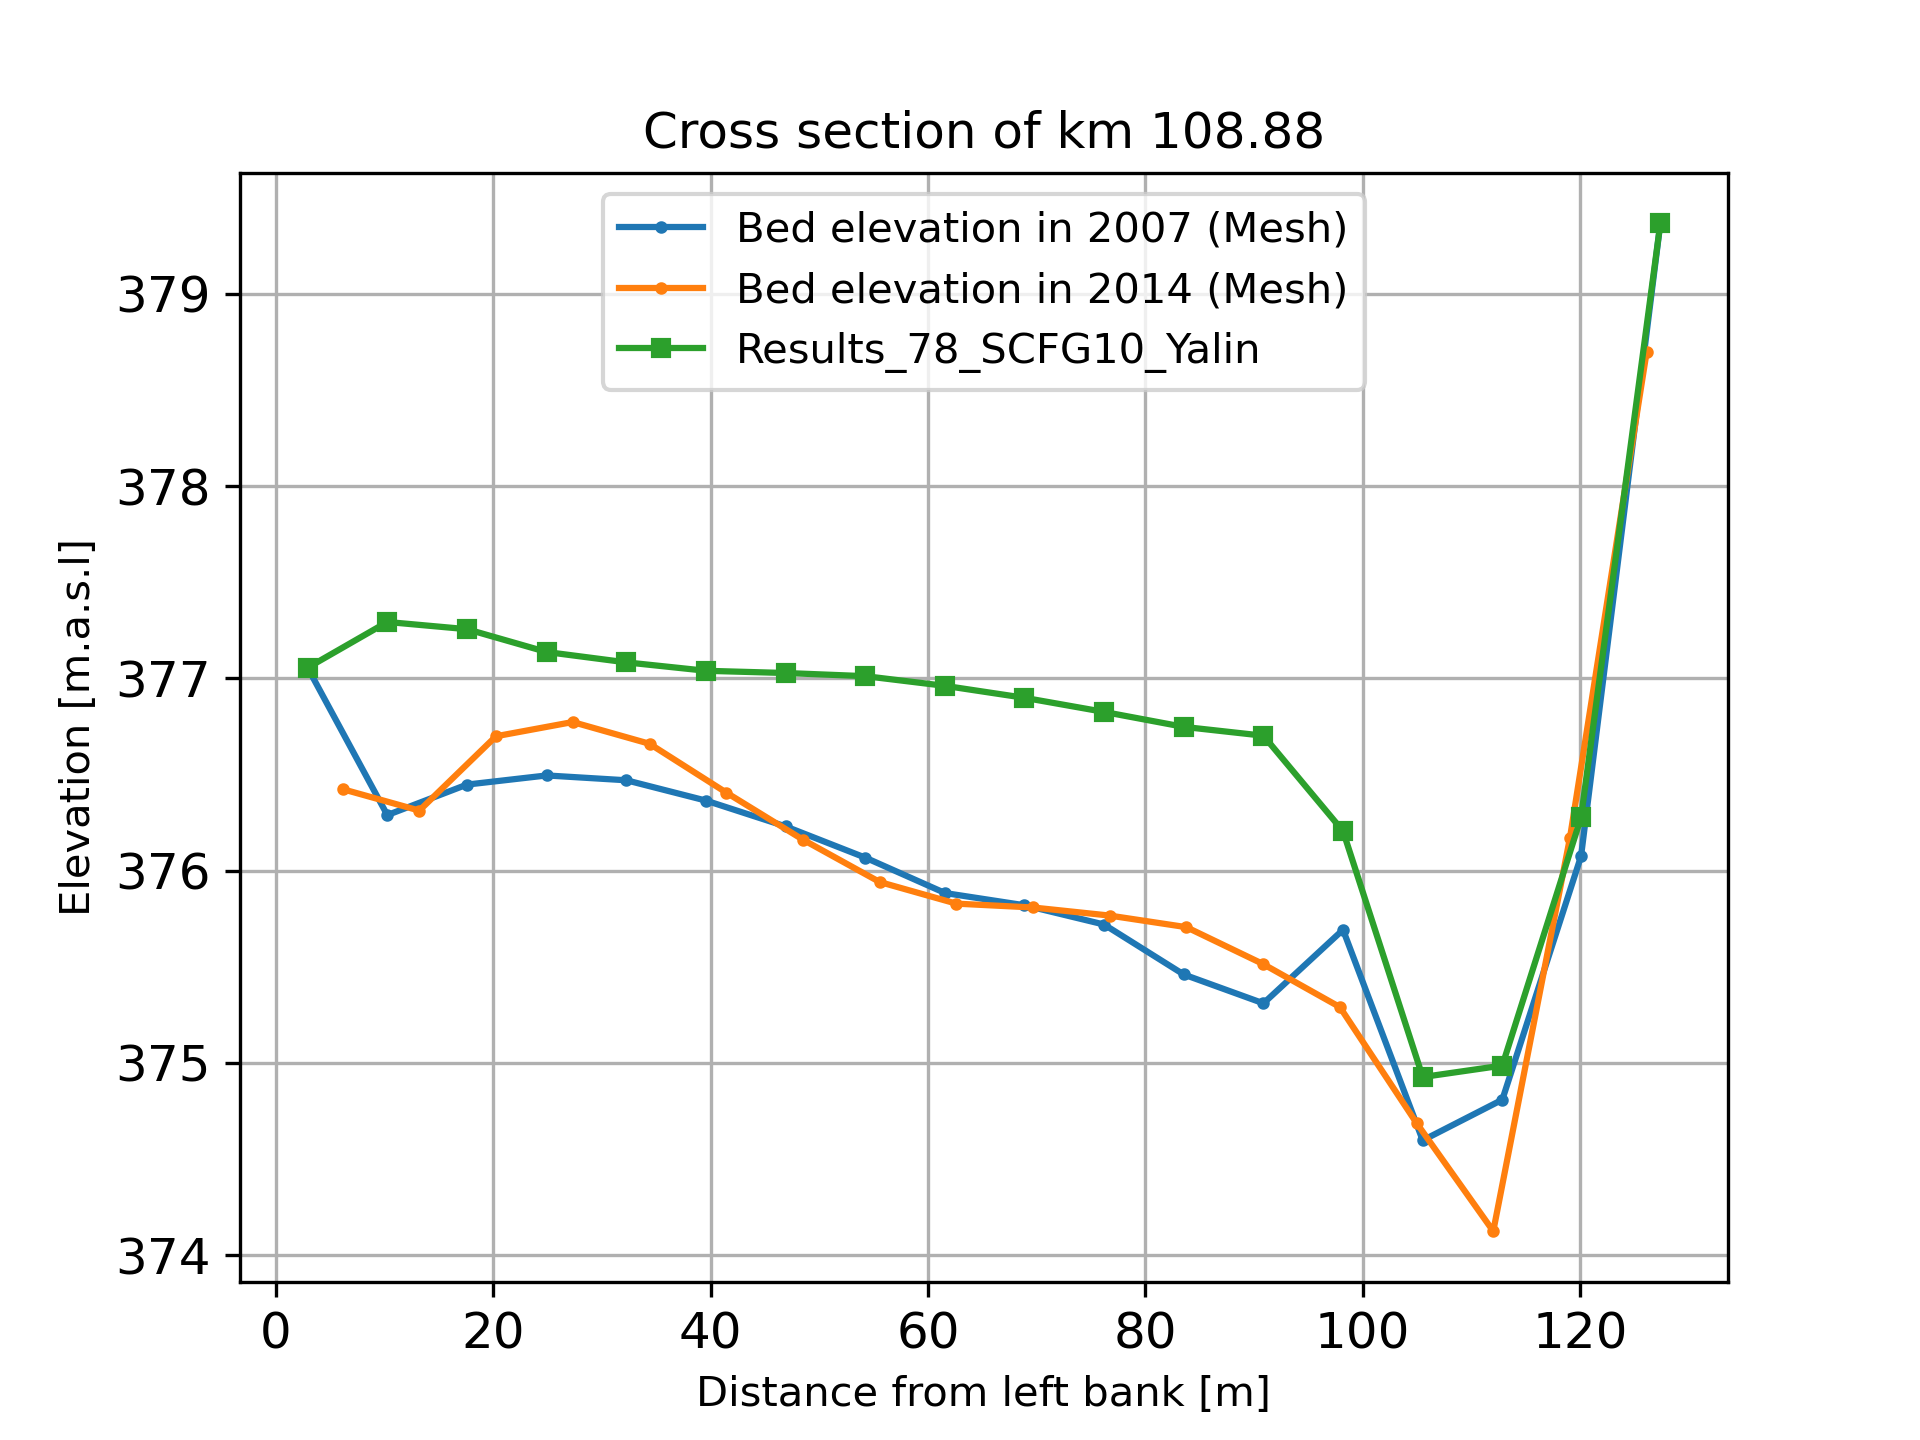 Cross section of km 108.88
Bed elevation in 2007 (Mesh)
Bed elevation in 2014 (Mesh)
Results_78_SCFG10_Yalin
379
378
377
376
375
374
Elevation [m.a.s.l]
0 20 40 60 80 100 120
Distance from left bank [m]